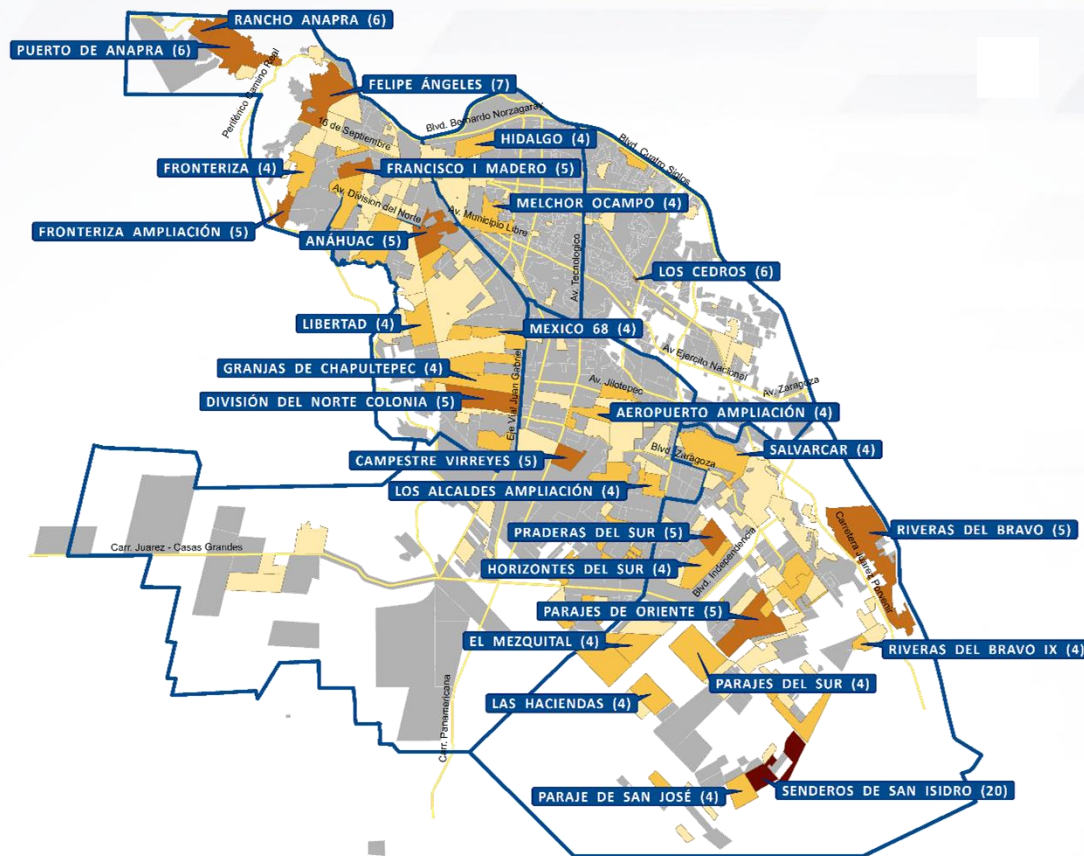 RANCHO ANAPRA (6)
PUERTO DE ANAPRA (6)
Periférico Camino Real
FELIPE ÁNGELES (7)
Blvd. Bernardo Norzagaray
16 de Septiembre
HIDALGO (4)
Blvd. Cuatro Siglos
FRONTERIZA (4)
FRANCISCO I MADERO (5)
Av. Division del Norte
MELCHOR OCAMPO (4)
Av. Municipio Libre
FRONTERIZA AMPLIACIÓN (5)
ANÁHUAC (5)
Av. Tecnologico
LOS CEDROS (6)
LIBERTAD (4)
MEXICO 68 (4)
Av Ejercito Nacional
GRANJAS DE CHAPULTEPEC (4)
Eje Vial Juan Gabriel
Av. Jilotepec
Av. Zaragoza
DIVISIÓN DEL NORTE COLONIA (5)
AEROPUERTO AMPLIACIÓN (4)
SALVARCAR (4)
Blvd. Zaragoza
CAMPESTRE VIRREYES (5)
LOS ALCALDES AMPLIACIÓN (4)
PRADERAS DEL SUR (5)
RIVERAS DEL BRAVO (5)
Carretera Juarez Porvenir
Carr. Juarez - Casas Grandes
HORIZONTES DEL SUR (4)
Blvd. Independencia
PARAJES DE ORIENTE (5)
EL MEZQUITAL (4)
RIVERAS DEL BRAVO IX (4)
PARAJES DEL SUR (4)
LAS HACIENDAS (4)
Carr. Panamericana
PARAJE DE SAN JOSÉ (4)
SENDEROS DE SAN ISIDRO (20)